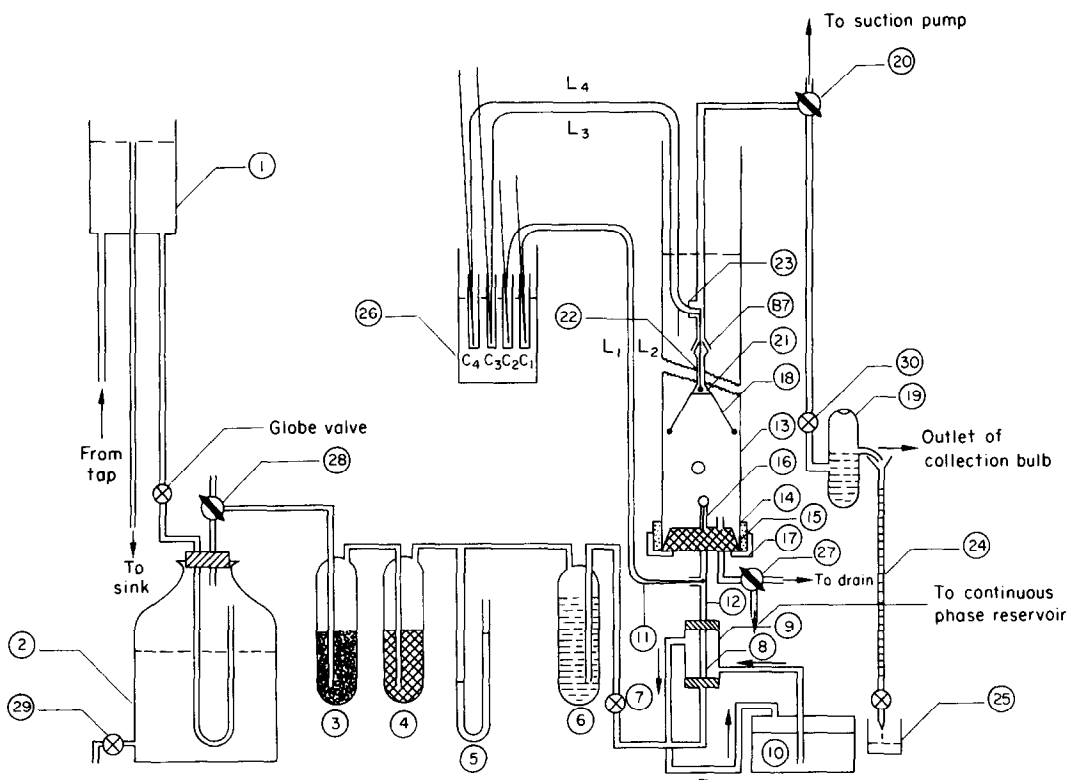 To suction pump
20
L4
L3
1
23
B7
22
21
26
L1
L2
18
C4
C3
C2
C1
30
19
13
From
tap
Globe valve
28
Outlet of
collection bulb
16
14
15
17
27
To
sink
To drain
24
12
To continuous
phase reservoir
11
9
8
2
29
3
4
5
6
7
10
25